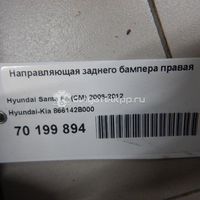 Направляющая заднего бампера правая
Hyundai Santa Fe (CM) 2005-2012
Hyundai-Kia 866142B000
70 199 894